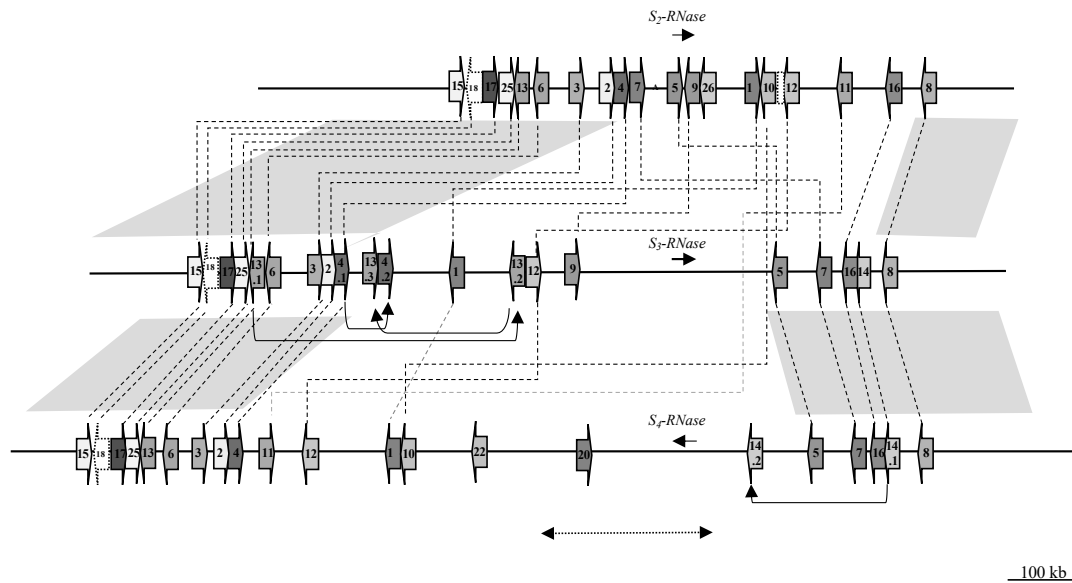 S2-RNase
15 18 17 25 13 6 3 2 4 7 5 9 26 1 10 12 11 16 8
S3-RNase
15 18 17 25 13.1 6 3 2 4.1 13.3 4.2 1 13.2 12 9 5 7 16 14 8
S4-RNase
15 18 17 25 13 6 3 2 4 11 12 1 10 22 20 14.2 5 7 16 14.1 8
100 kb